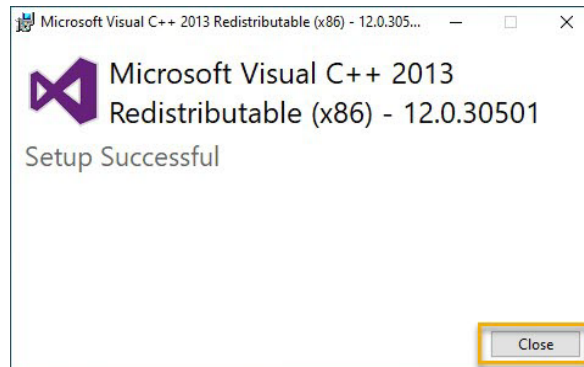 Microsoft Visual C++ 2013 Redistributable (x86) - 12.0.305...
Microsoft Visual C++ 2013
Redistributable (x86) - 12.0.30501
Setup Successful
Close